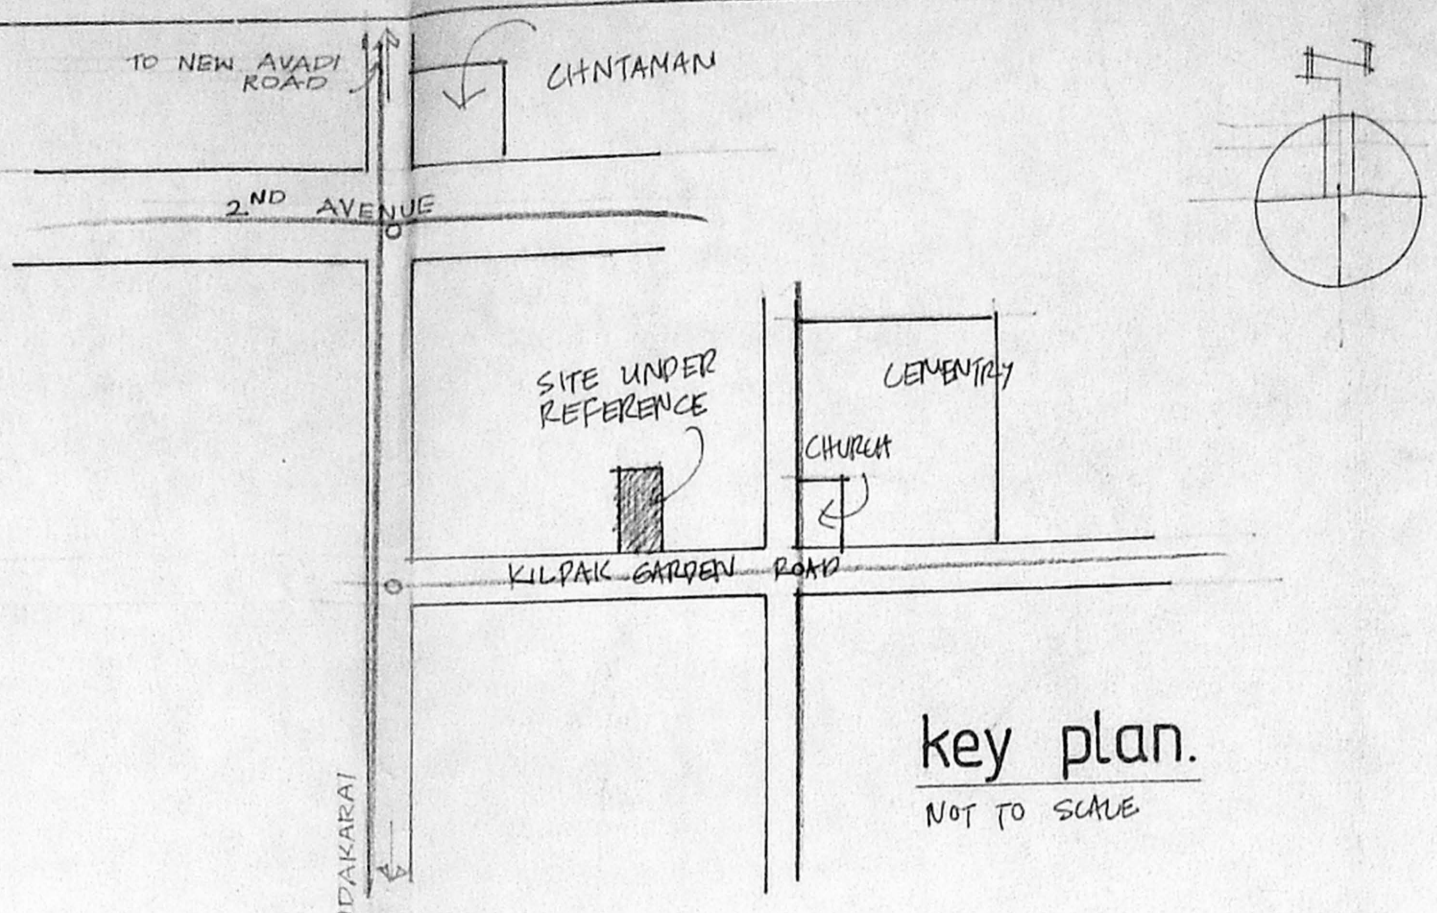 TO NEW AVADI
ROAD
CHNTAMAN
N
2ND AVENUE
SITE UNDER
REFERENCE
CEMENTRY
CHURCH
KILPAK GARDEN ROAD
key plan.
NOT TO SCALE